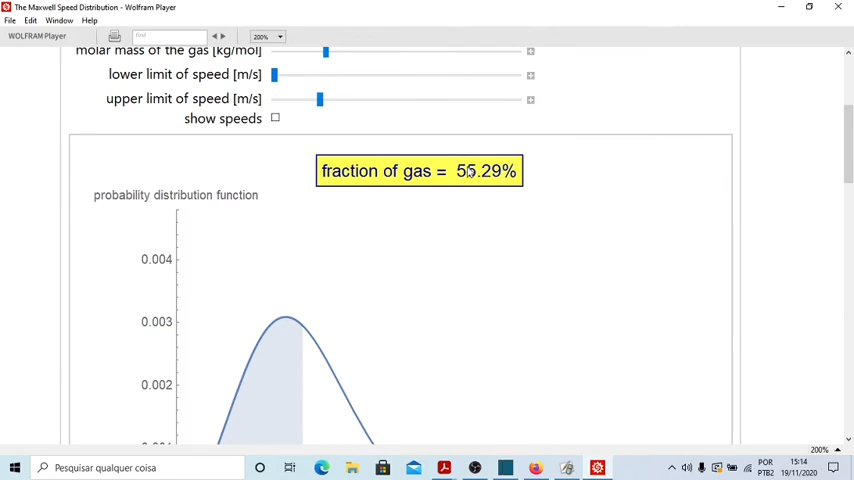 The Maxwell Speed Distribution - Wolfram Player
File Edit Window Help
WOLFRAM Player Find 200%
molar mass of the gas [kg/mol]
lower limit of speed [m/s]
upper limit of speed [m/s]
show speeds
fraction of gas = 55.29%
probability distribution function
0.004
0.003
0.002
200%
Pesquisar qualquer coisa
POR
PTB2
15:14
19/11/2020